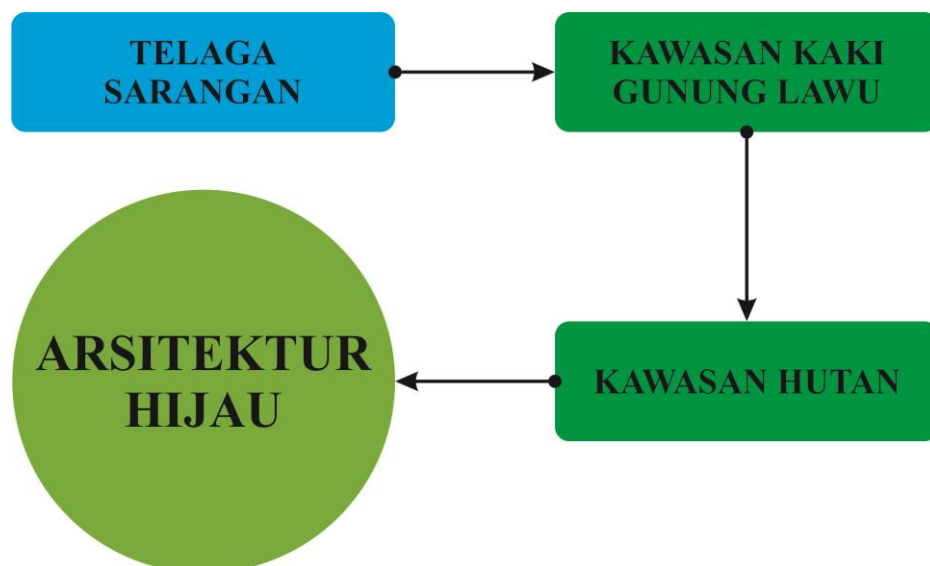 TELAGA
SARANGAN
KAWASAN KAKI
GUNUNG LAWU
KAWASAN HUTAN
ARSITEKTUR
HIJAU